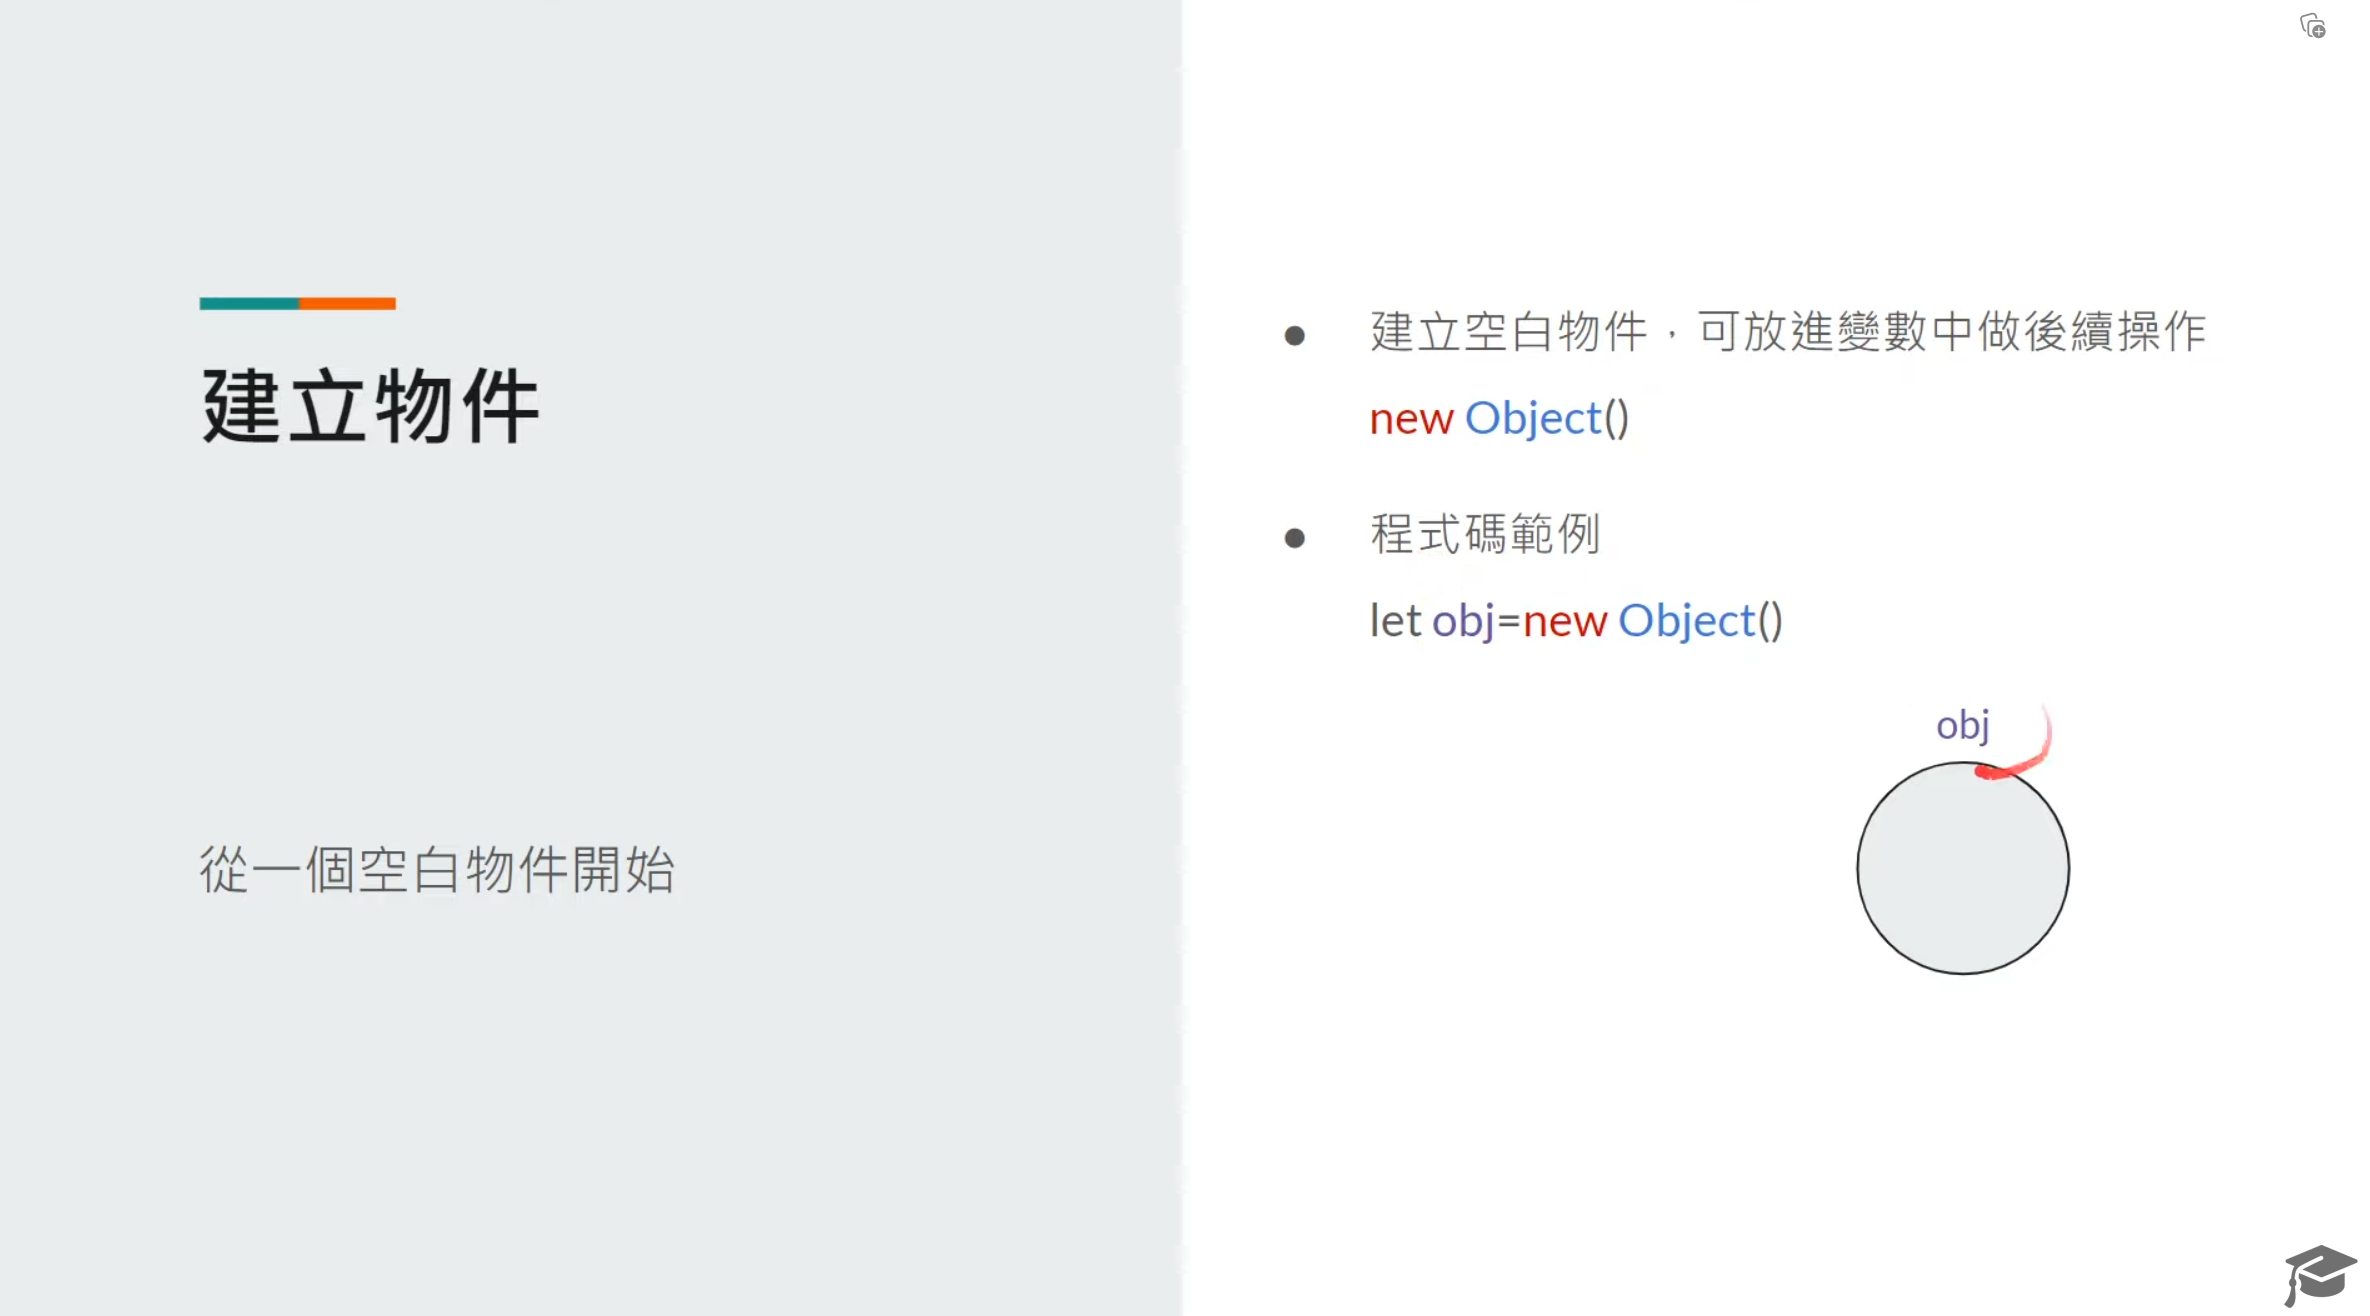 建立物件
從一個空白物件開始
● 建立空白物件，可放進變數中做後續操作
new Object()
● 程式碼範例
let obj=new Object()
obj